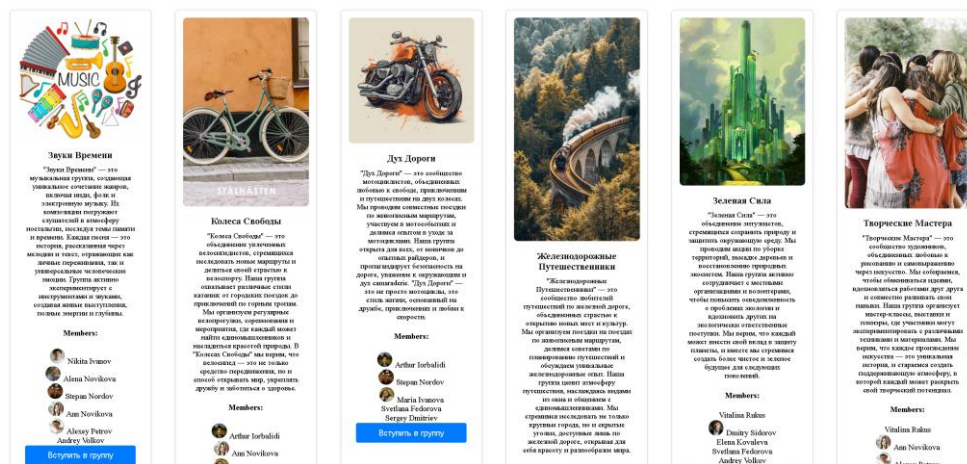 MUSIC
Звуки Времени
"Звуки Времени" — это
музыкальная группа, создающая
уникальное сочетание жанров,
включая инди, фолк и
электронную музыку. Их
композиции погружают
слушателей в атмосферу
ностальгии, исследуя темы памяти
и времени. Каждая песня — это
история, рассказанная через
мелодии и текст, отражающие как
личные переживания, так и
универсальные человеческие
эмоции. Группа активно
экспериментирует с
инструментами и звуками,
создавая живые выступления,
полные энергии и глубины.
Members:
Nikita Ivanov
Alena Novikova
Stepan Nordov
Ann Novikova
Alexey Petrov
Andrey Volkov
Вступить в группу
STÅLHÄSTEN
Колеса Свободы
"Колеса Свободы" — это
объединение увлеченных
велосипедистов, стремящихся
исследовать новые маршруты и
делиться своей страстью к
велоспорту. Наша группа
охватывает различные стили
катания: от городских поездок до
приключений по горным тропам.
Мы организуем регулярные
велопрогулки, соревнования и
мероприятия, где каждый может
найти единомышленников и
насладиться красотой природы. В
"Колесах Свободы" мы верим, что
велосипед — это не только
средство передвижения, но и
способ открывать мир, укреплять
дружбу и заботиться о здоровье.
Members:
Arthur Iorbalidi
Ann Novikova
Дух Дороги
"Дух Дороги" — это сообщество
мотоциклистов, объединенных
любовью к свободе, приключениям
и путешествиям на двух колесах.
Мы проводим совместные поездки
по живописным маршрутам,
участвуем в мотособытиях и
делимся опытом в уходе за
мотоциклами. Наша группа
открыта для всех, от новичков до
опытных райдеров, и
пропагандирует безопасность на
дороге, уважение к окружающим и
дух camaraderie. "Дух Дороги" —
это не просто мотоциклы, это
стиль жизни, основанный на
дружбе, приключениях и любви к
скорости.
Members:
Arthur Iorbalidi
Stepan Nordov
Maria Ivanova
Svetlana Fedorova
Sergey Dmitriev
Вступить в группу
Железнодорожные
Путешественники
"Железнодорожные
Путешественники" — это
сообщество любителей
путешествий по железной дороге,
объединенных страстью к
открытию новых мест и культур.
Мы организуем поездки на поездах
по живописным маршрутам,
делимся советами по
планированию путешествий и
обсуждаем уникальные
железнодорожные опыт. Наша
группа ценит атмосферу
путешествия, наслаждаясь видами
из окна и общением с
единомышленниками. Мы
стремимся исследовать не только
крупные города, но и скрытые
уголки, доступные лишь по
железной дороге, открывая для
себя красоту и разнообразие мира.
Зеленая Сила
"Зеленая Сила" — это
объединение энтузиастов,
стремящихся сохранить природу и
защитить окружающую среду. Мы
проводим акции по уборке
территорий, высадке деревьев и
восстановлению природных
экосистем. Наша группа активно
сотрудничает с местными
организациями и волонтерами,
чтобы повысить осведомленность
о проблемах экологии и
вдохновить других на
экологически ответственные
поступки. Мы верим, что каждый
может внести свой вклад в защиту
планеты, и вместе мы стремимся
создать более чистое и зеленое
будущее для следующих
поколений.
Members:
Vitalina Rukus
Dmitry Sidorov
Elena Kovaleva
Svetlana Fedorova
Andrey Volkov
Творческие Мастера
"Творческие Мастера" — это
сообщество художников,
объединенных любовью к
рисованию и самовыражению
через искусство. Мы собираемся,
чтобы обмениваться идеями,
вдохновляться работами друг друга
и совместно развивать свои
навыки. Наша группа организует
мастер-классы, выставки и
пленэры, где участники могут
экспериментировать с различными
техниками и материалами. Мы
верим, что каждое произведение
искусства — это уникальная
история, и стараемся создать
поддерживающую атмосферу, в
которой каждый может раскрыть
свой творческий потенциал.
Members:
Vitalina Rukus
Ann Novikova
Alexey Petrov